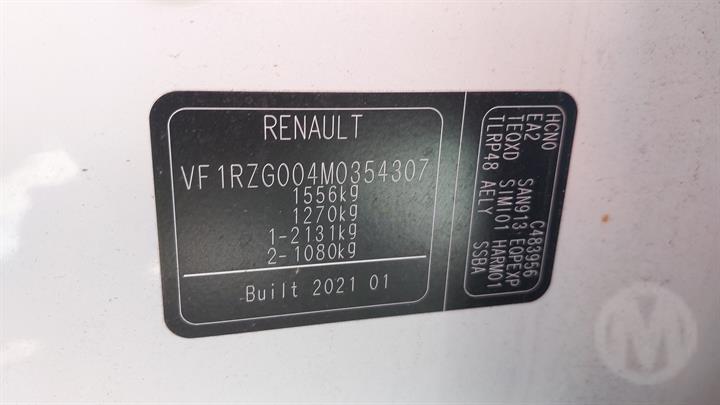 RENAULT
VF1RZG004M0354307
1556kg
1270kg
1-2131kg
2-1080kg
Built 2021 01
C483956
HCNO SAN913 EQPEXP
EA2 SIM101 HARM01
TEQXD
TLRP48 AELY SSBA
M